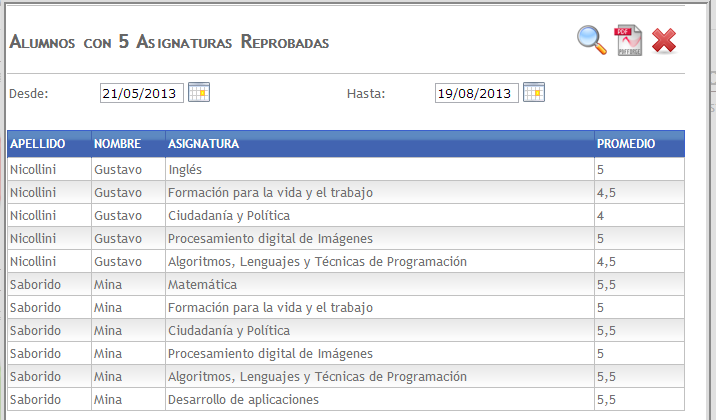 Alumnos con 5 Asignaturas Reprobadas
Desde: 21/05/2013 Hasta: 19/08/2013
APELLIDO NOMBRE ASIGNATURA PROMEDIO
Nicollini Gustavo Inglés 5
Nicollini Gustavo Formación para la vida y el trabajo 4,5
Nicollini Gustavo Ciudadanía y Política 4
Nicollini Gustavo Procesamiento digital de Imágenes 5
Nicollini Gustavo Algoritmos, Lenguajes y Técnicas de Programación 4,5
Saborido Mina Matemática 5,5
Saborido Mina Formación para la vida y el trabajo 5
Saborido Mina Ciudadanía y Política 5,5
Saborido Mina Procesamiento digital de Imágenes 5
Saborido Mina Algoritmos, Lenguajes y Técnicas de Programación 5,5
Saborido Mina Desarrollo de aplicaciones 5,5